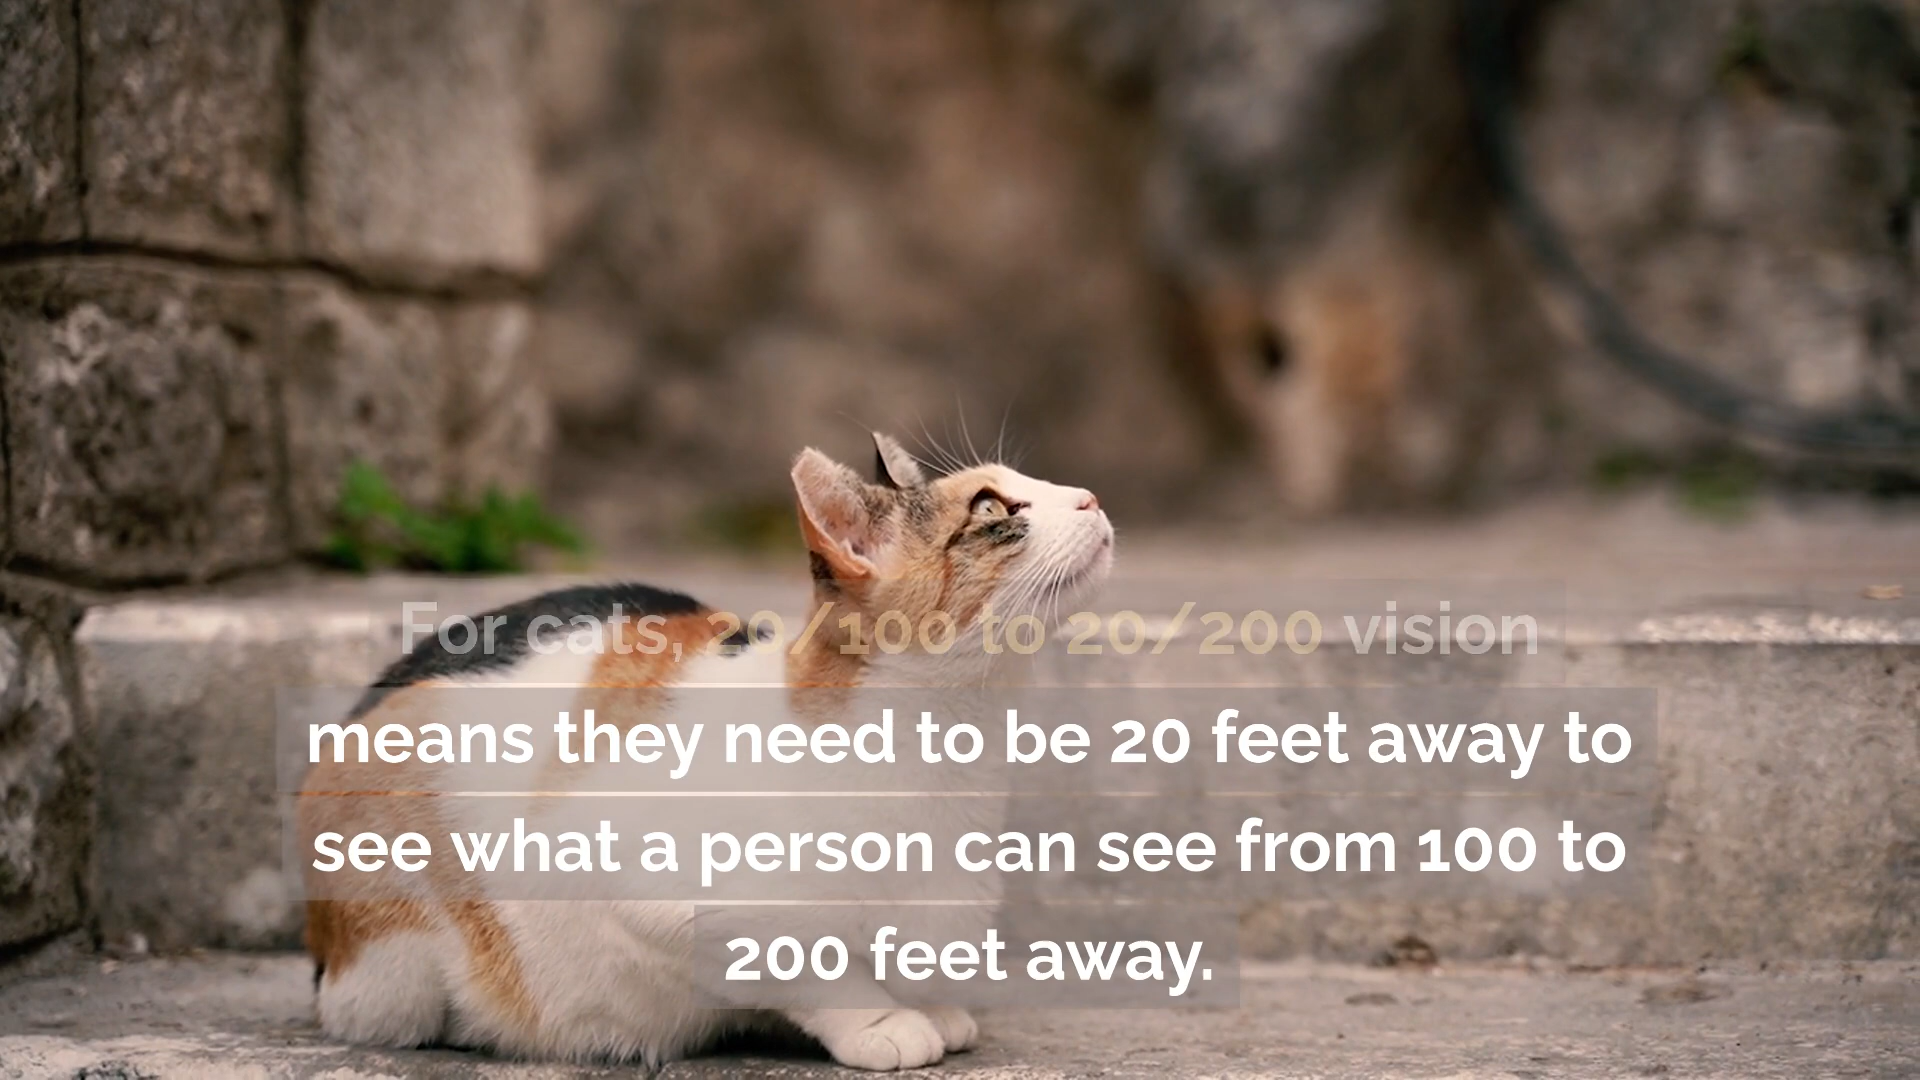 For cats, 20/100 to 20/200 vision
means they need to be 20 feet away to
see what a person can see from 100 to
200 feet away.